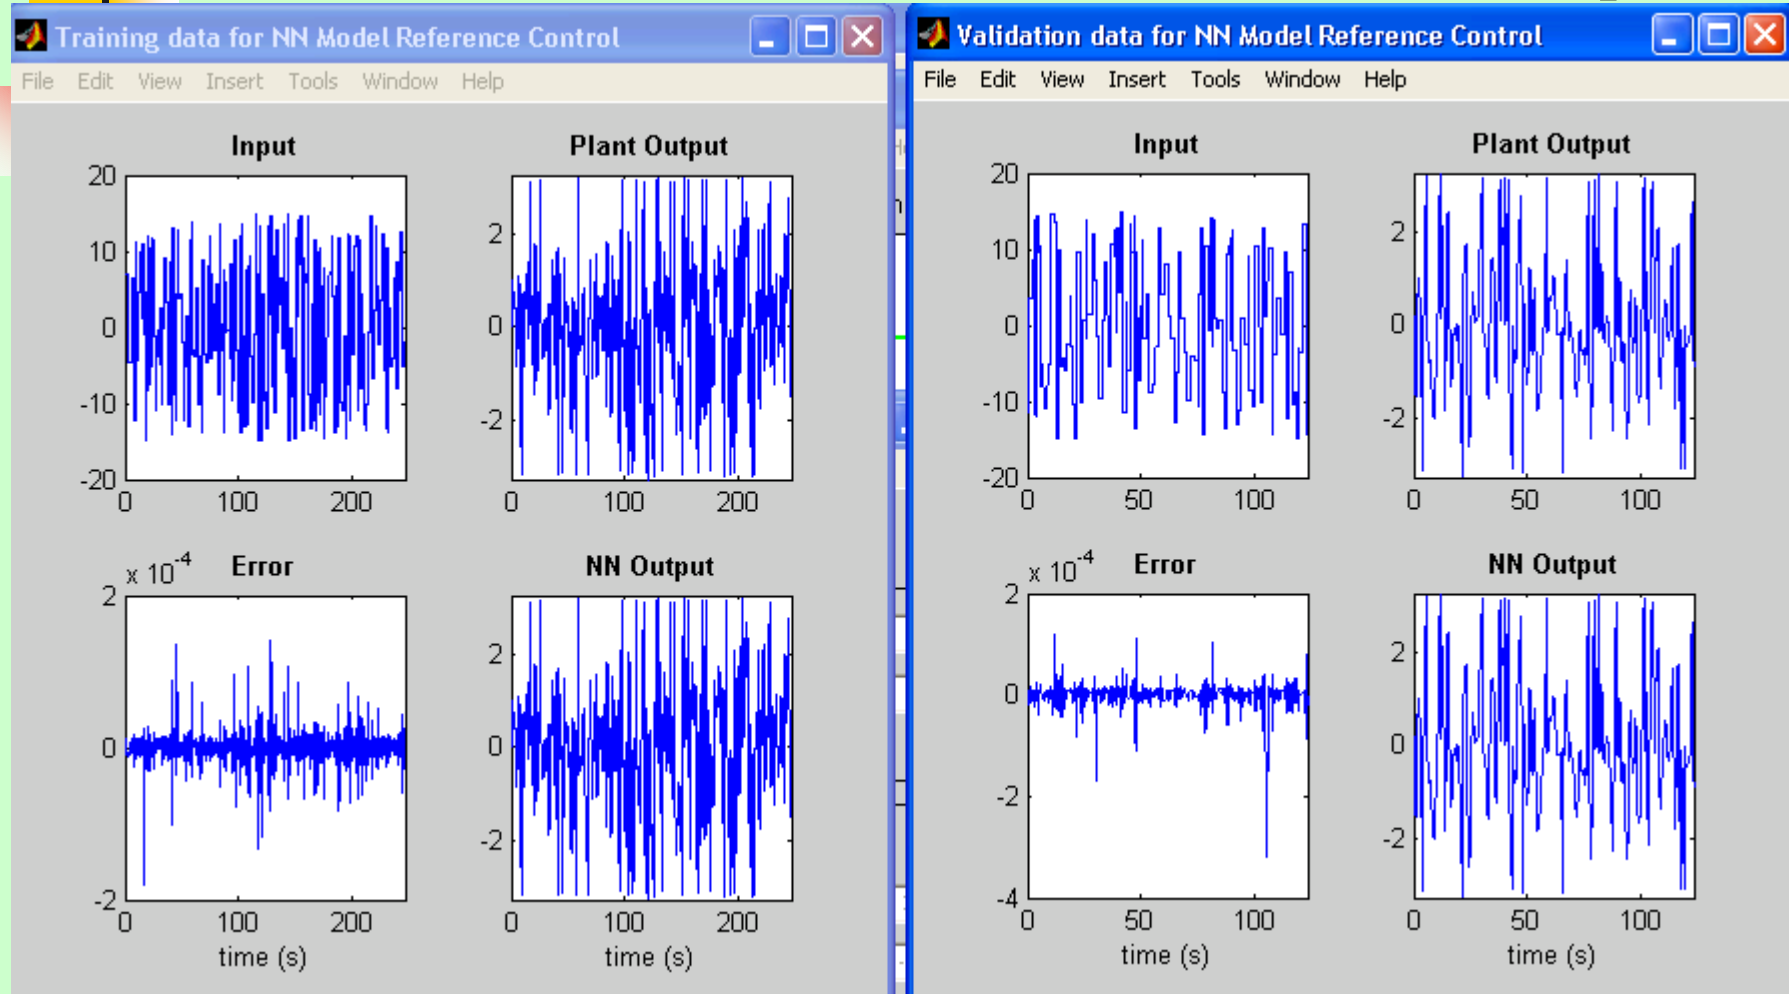 Training data for NN Model Reference Control
File Edit View Insert Tools Window Help
Input
20
10
0
-10
-20
0 100 200
Plant Output
2
0
-2
0 100 200
Error
x 10^-4
2
0
-2
0 100 200
time (s)
NN Output
2
0
-2
0 100 200
time (s)
Validation data for NN Model Reference Control
File Edit View Insert Tools Window Help
Input
20
10
0
-10
-20
0 50 100
Plant Output
2
0
-2
0 50 100
Error
x 10^-4
2
0
-2
-4
0 50 100
time (s)
NN Output
2
0
-2
0 50 100
time (s)